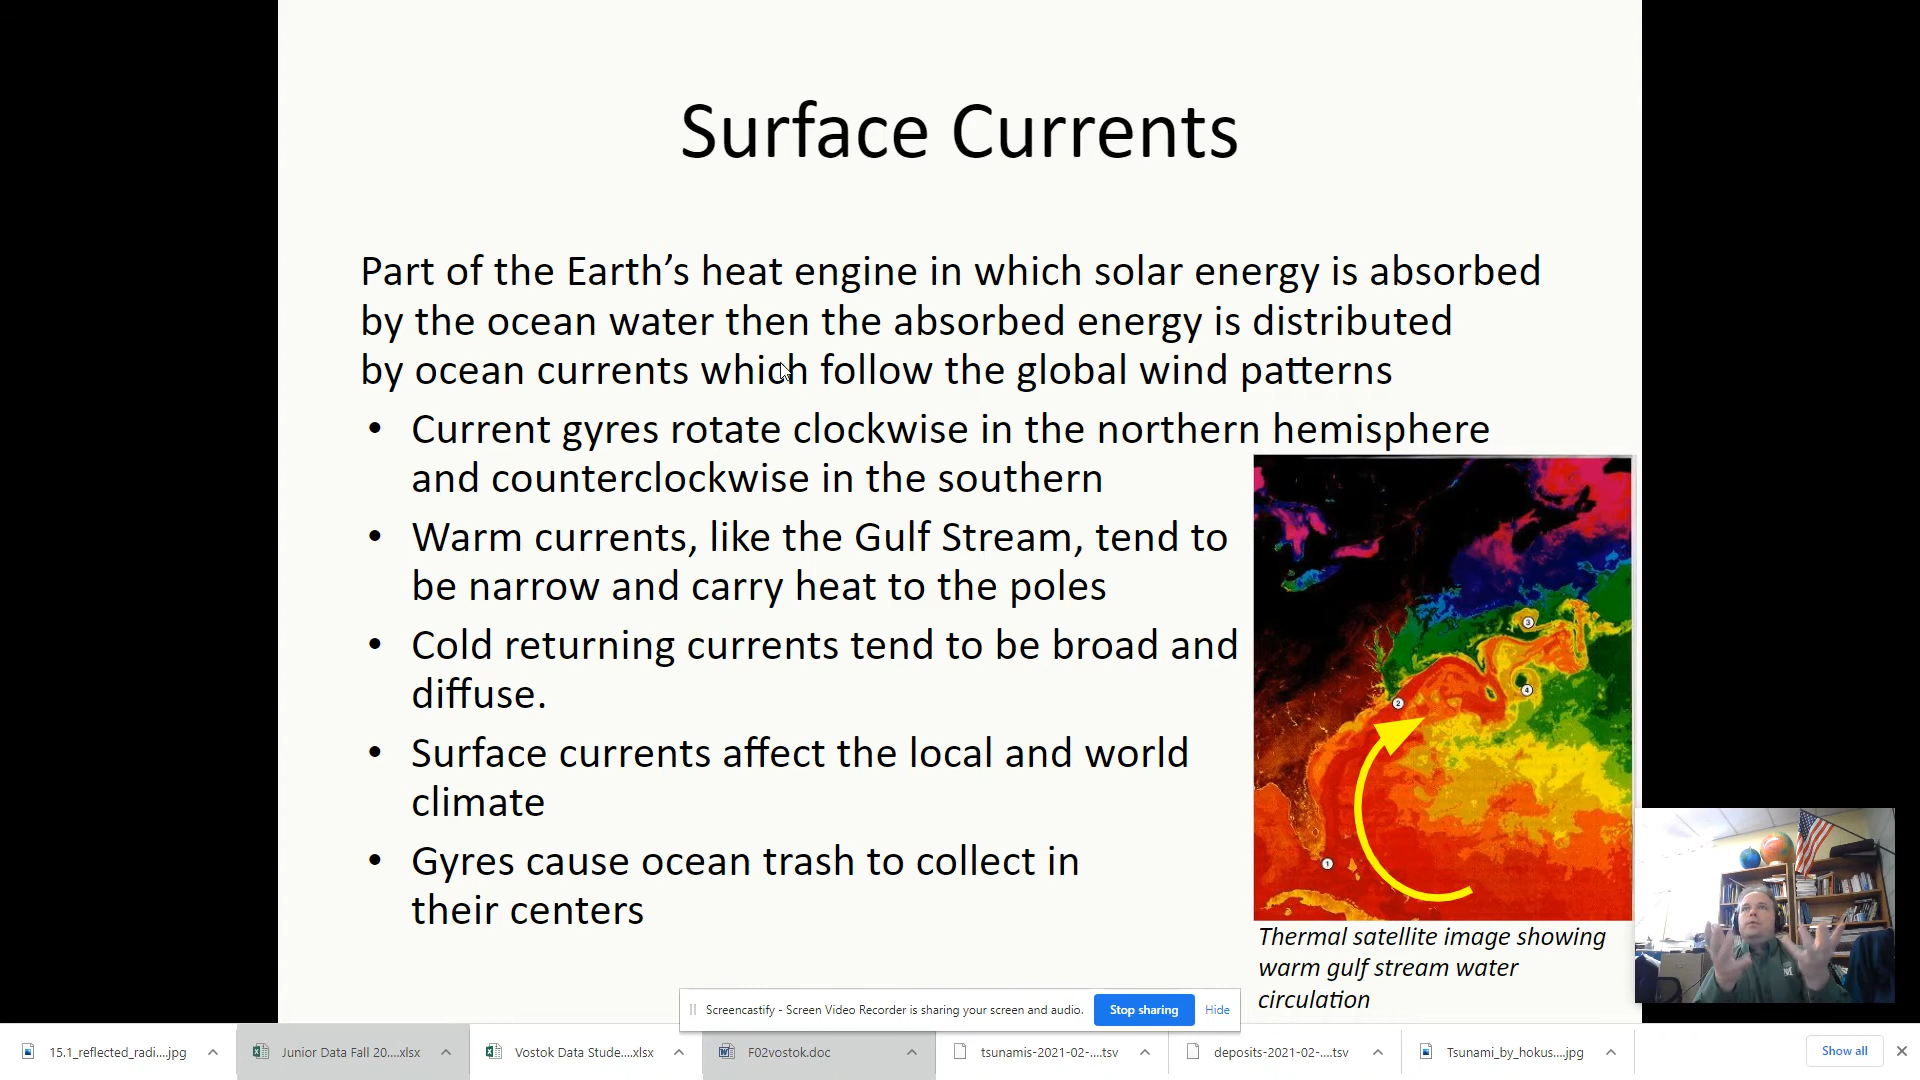 Surface Currents
Part of the Earth’s heat engine in which solar energy is absorbed
by the ocean water then the absorbed energy is distributed
by ocean currents which follow the global wind patterns
• Current gyres rotate clockwise in the northern hemisphere
and counterclockwise in the southern
• Warm currents, like the Gulf Stream, tend to
be narrow and carry heat to the poles
• Cold returning currents tend to be broad and
diffuse.
• Surface currents affect the local and world
climate
• Gyres cause ocean trash to collect in
their centers
3
4
2
1
Thermal satellite image showing
warm gulf stream water
circulation
Screencastify - Screen Video Recorder is sharing your screen and audio.
Stop sharing
Hide
15.1_reflected_radi....jpg
Junior Data Fall 20....xlsx
Vostok Data Stude....xlsx
F02vostok.doc
tsunamis-2021-02-....tsv
deposits-2021-02-....tsv
Tsunami_by_hokus....jpg
Show all